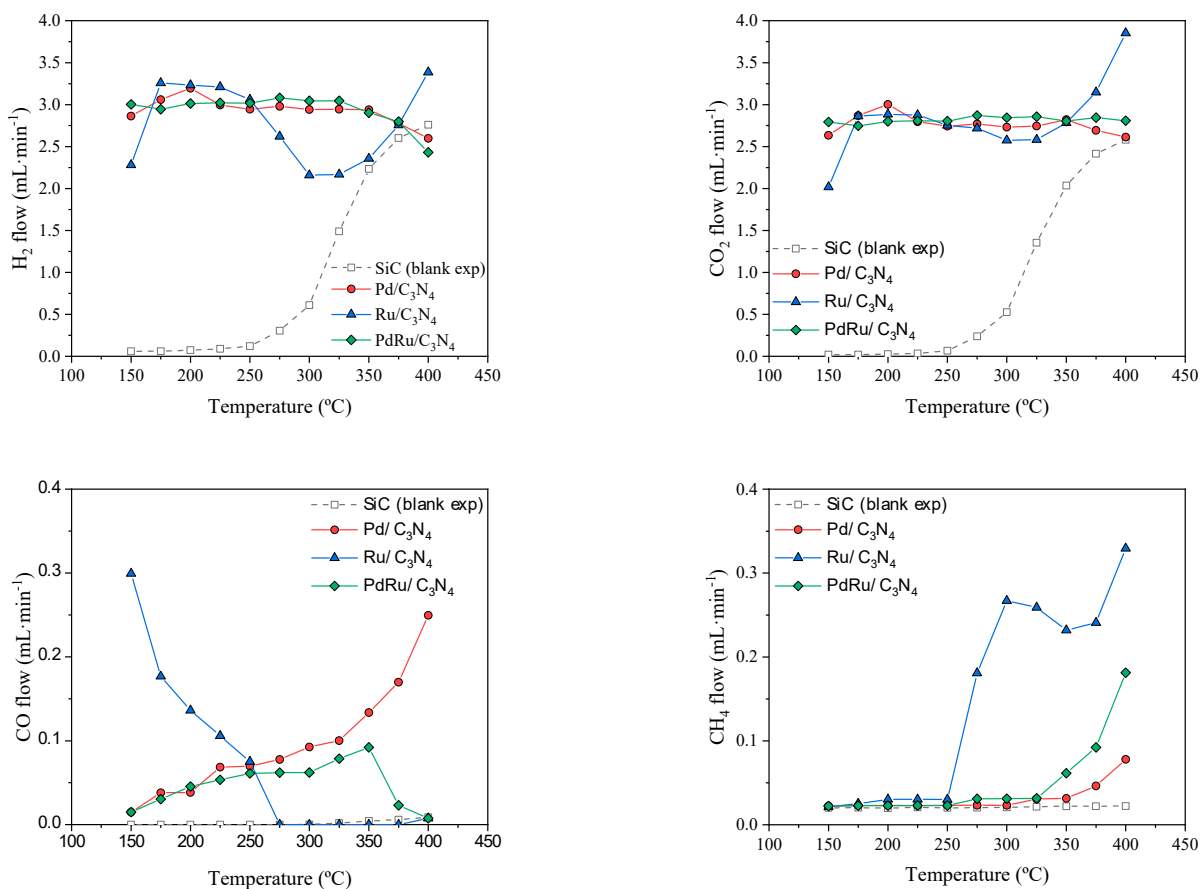 4.0
3.5
3.0
2.5
2.0
1.5
1.0
0.5
0.0
H₂ flow (mL·min⁻¹)
SiC (blank exp)
Pd/C₃N₄
Ru/C₃N₄
PdRu/C₃N₄
100 150 200 250 300 350 400 450
Temperature (ºC)
4.0
3.5
3.0
2.5
2.0
1.5
1.0
0.5
0.0
CO₂ flow (mL·min⁻¹)
SiC (blank exp)
Pd/ C₃N₄
Ru/ C₃N₄
PdRu/ C₃N₄
100 150 200 250 300 350 400 450
Temperature (ºC)
0.4
0.3
0.2
0.1
0.0
CO flow (mL·min⁻¹)
SiC (blank exp)
Pd/ C₃N₄
Ru/ C₃N₄
PdRu/ C₃N₄
100 150 200 250 300 350 400 450
Temperature (ºC)
0.4
0.3
0.2
0.1
0.0
CH₄ flow (mL·min⁻¹)
SiC (blank exp)
Pd/ C₃N₄
Ru/ C₃N₄
PdRu/ C₃N₄
100 150 200 250 300 350 400 450
Temperature (ºC)